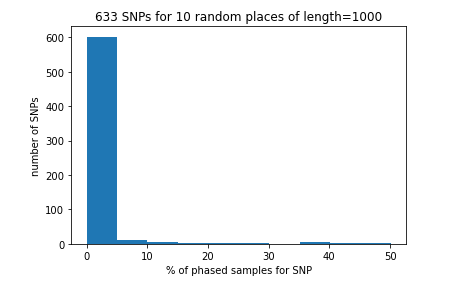 633 SNPs for 10 random places of length=1000
600
500
400
300
200
100
0
number of SNPs
0 10 20 30 40 50
% of phased samples for SNP